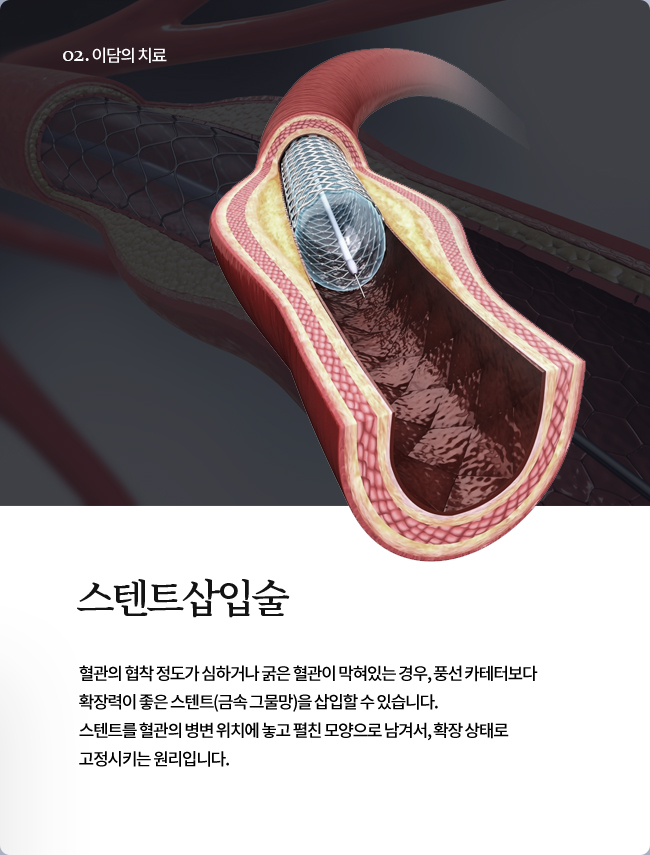 02. 이담의 치료
스텐트삽입술
혈관의 협착 정도가 심하거나 굵은 혈관이 막혀있는 경우, 풍선 카테터보다
확장력이 좋은 스텐트(금속 그물망)을 삽입할 수 있습니다.
스텐트를 혈관의 병변 위치에 놓고 펼친 모양으로 남겨서, 확장 상태로
고정시키는 원리입니다.